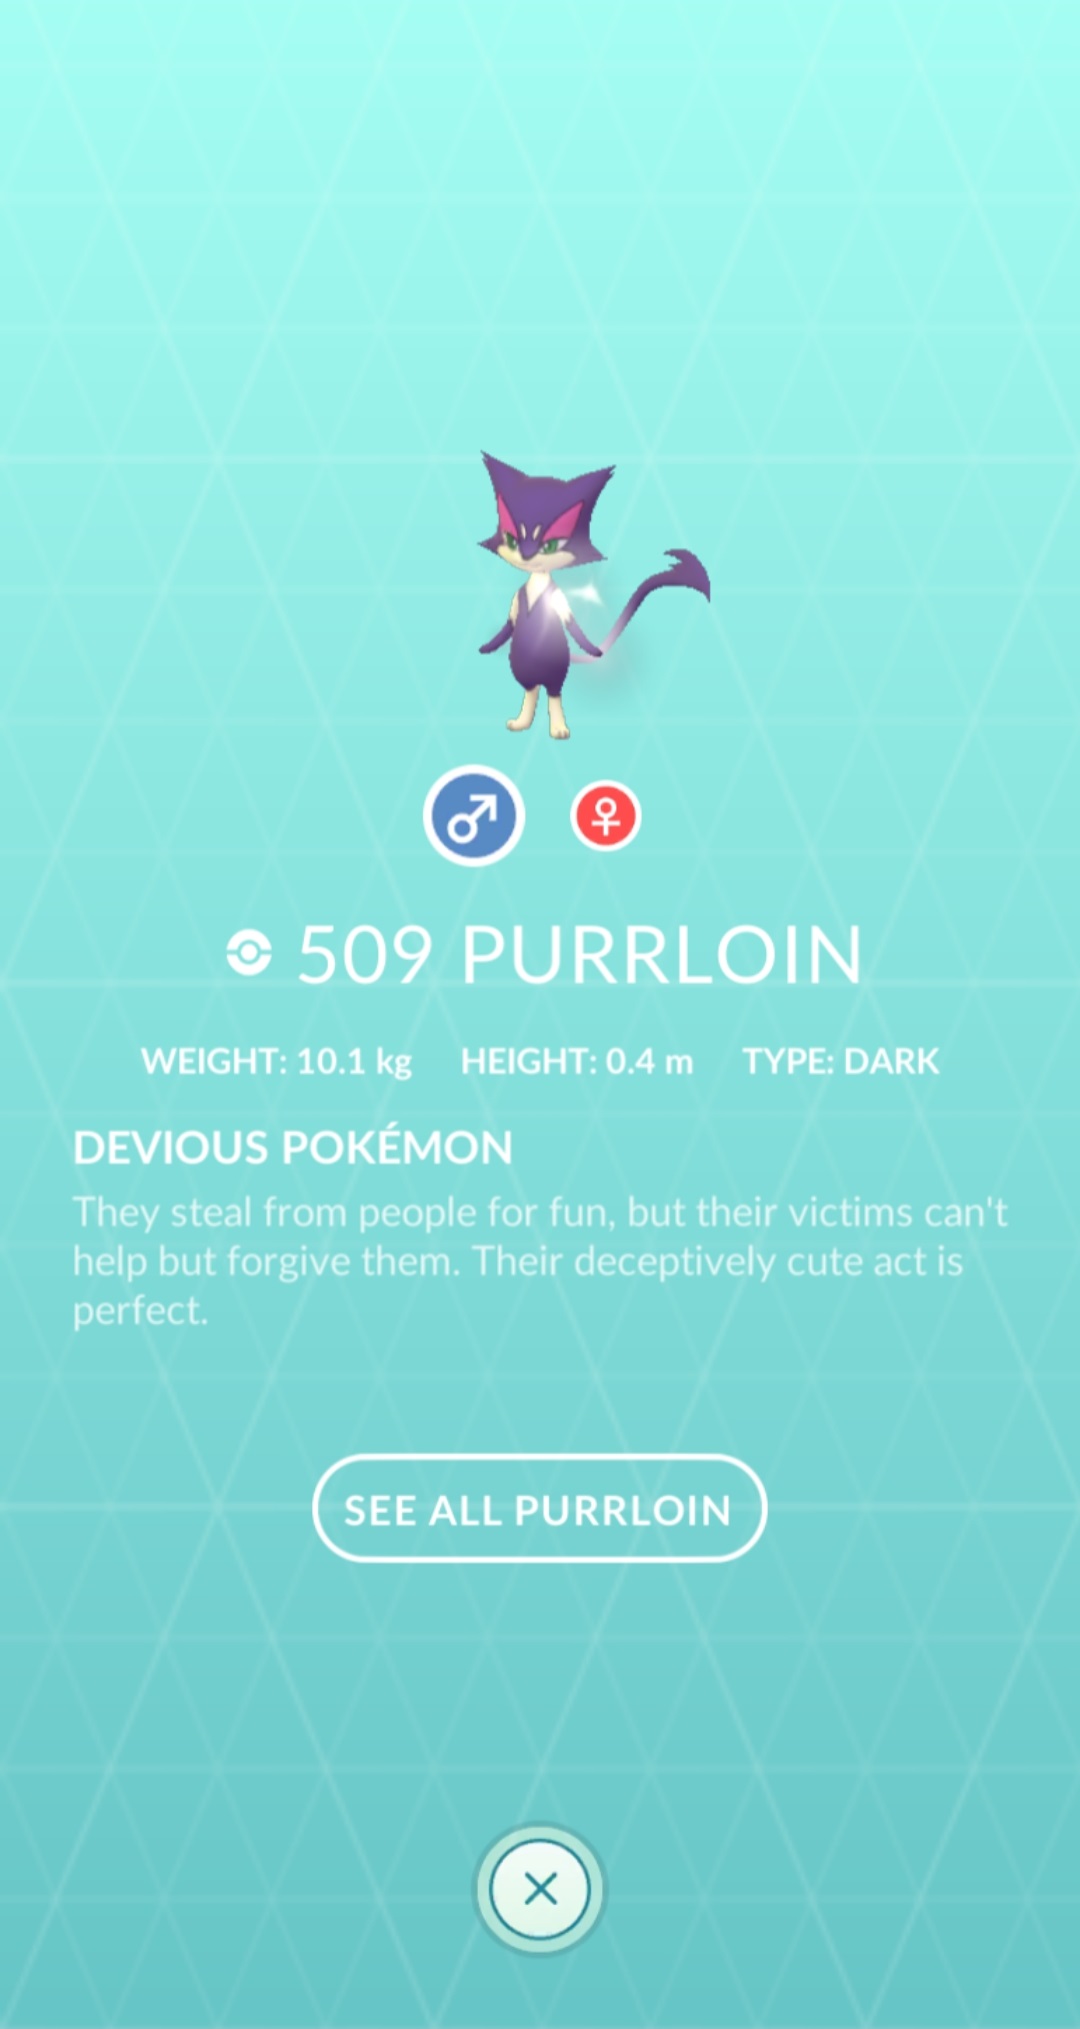 509 PURRLOIN
WEIGHT: 10.1 kg HEIGHT: 0.4 m TYPE: DARK
DEVIOUS POKÉMON
They steal from people for fun, but their victims can't
help but forgive them. Their deceptively cute act is
perfect.
SEE ALL PURRLOIN